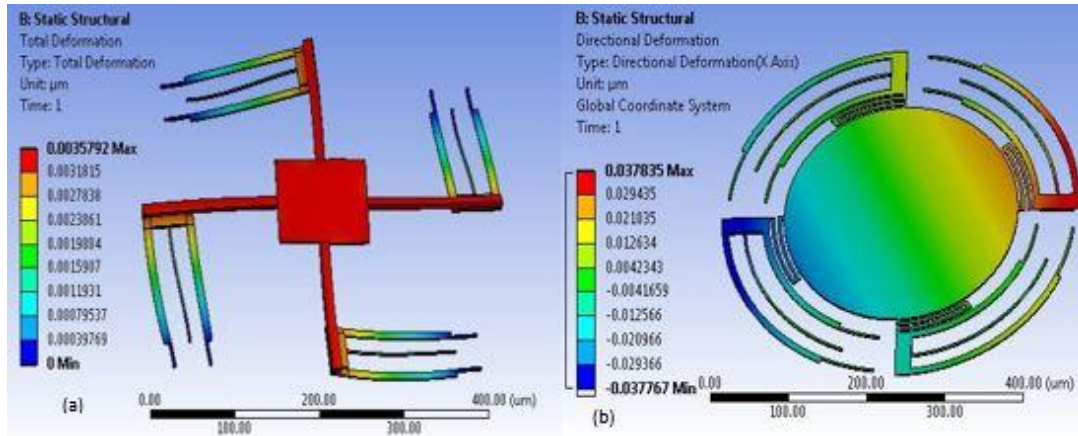 B: Static Structural
Total Deformation
Type: Total Deformation
Unit: µm
Time: 1
0.0035792 Max
0.0031815
0.0027838
0.0023861
0.0019884
0.0015907
0.0011931
0.00079537
0.00039769
0 Min
0.00
200.00
400.00 (um)
100.00
300.00
(a)
B: Static Structural
Directional Deformation
Type: Directional Deformation(X Axis)
Unit: µm
Global Coordinate System
Time: 1
0.037835 Max
0.029435
0.021035
0.012634
0.0042343
-0.0041659
-0.012566
-0.020966
-0.029366
-0.037767 Min
0.00
200.00
400.00 (um)
100.00
300.00
(b)